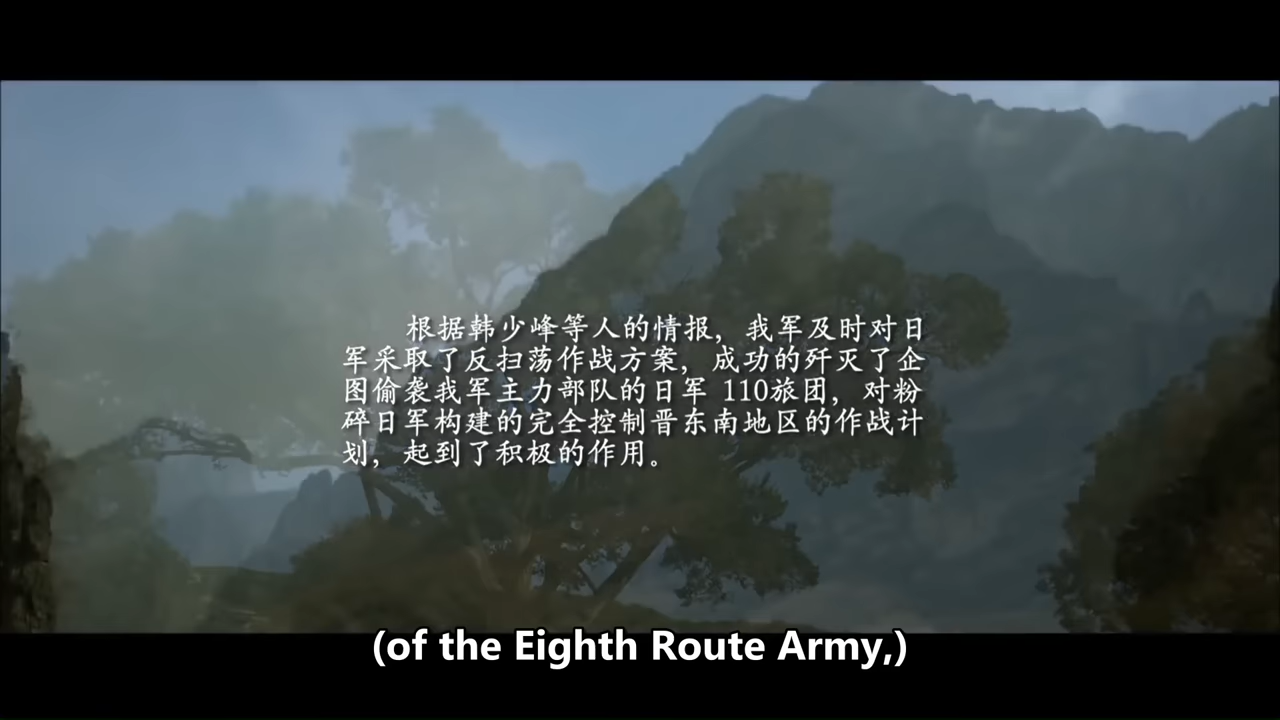 根据韩少峰等人的情报，我军及时对日
军采取了反扫荡作战方案，成功的歼灭了企
图偷袭我军主力部队的日军 110旅团，对粉
碎日军构建的完全控制晋东南地区的作战计
划，起到了积极的作用。
(of the Eighth Route Army,)